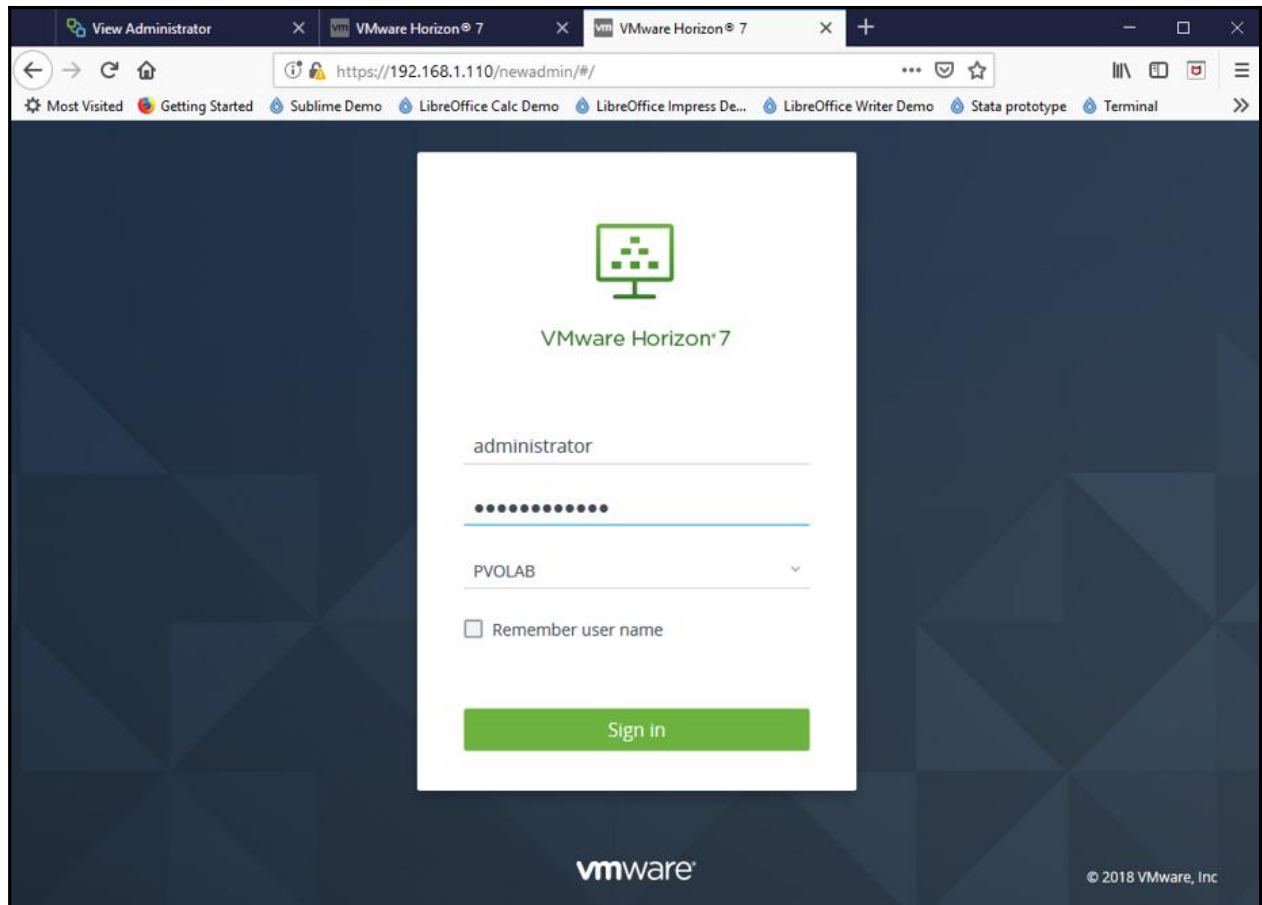 View Administrator
vm VMware Horizon® 7
vm VMware Horizon® 7
https://192.168.1.110/newadmin/#/
Most Visited Getting Started Sublime Demo LibreOffice Calc Demo LibreOffice Impress De... LibreOffice Writer Demo Stata prototype Terminal
VMware Horizon® 7
administrator
PVOLAB
Remember user name
Sign in
vmware®
© 2018 VMware, Inc